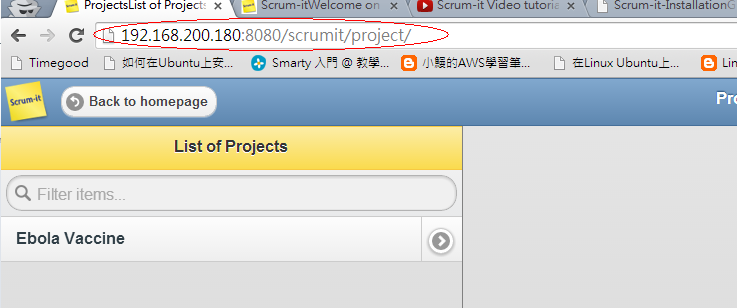 ProjectsList of Projects
Scrum-itWelcome on
Scrum-it Video tutoria
Scrum-it-InstallationG
192.168.200.180:8080/scrumit/project/
Timegood 如何在Ubuntu上安... Smarty 入門 @ 教學... 小鰻的AWS學習筆... 在Linux Ubuntu上... Lin
Scrum-it
Back to homepage
Pro
List of Projects
Filter items...
Ebola Vaccine